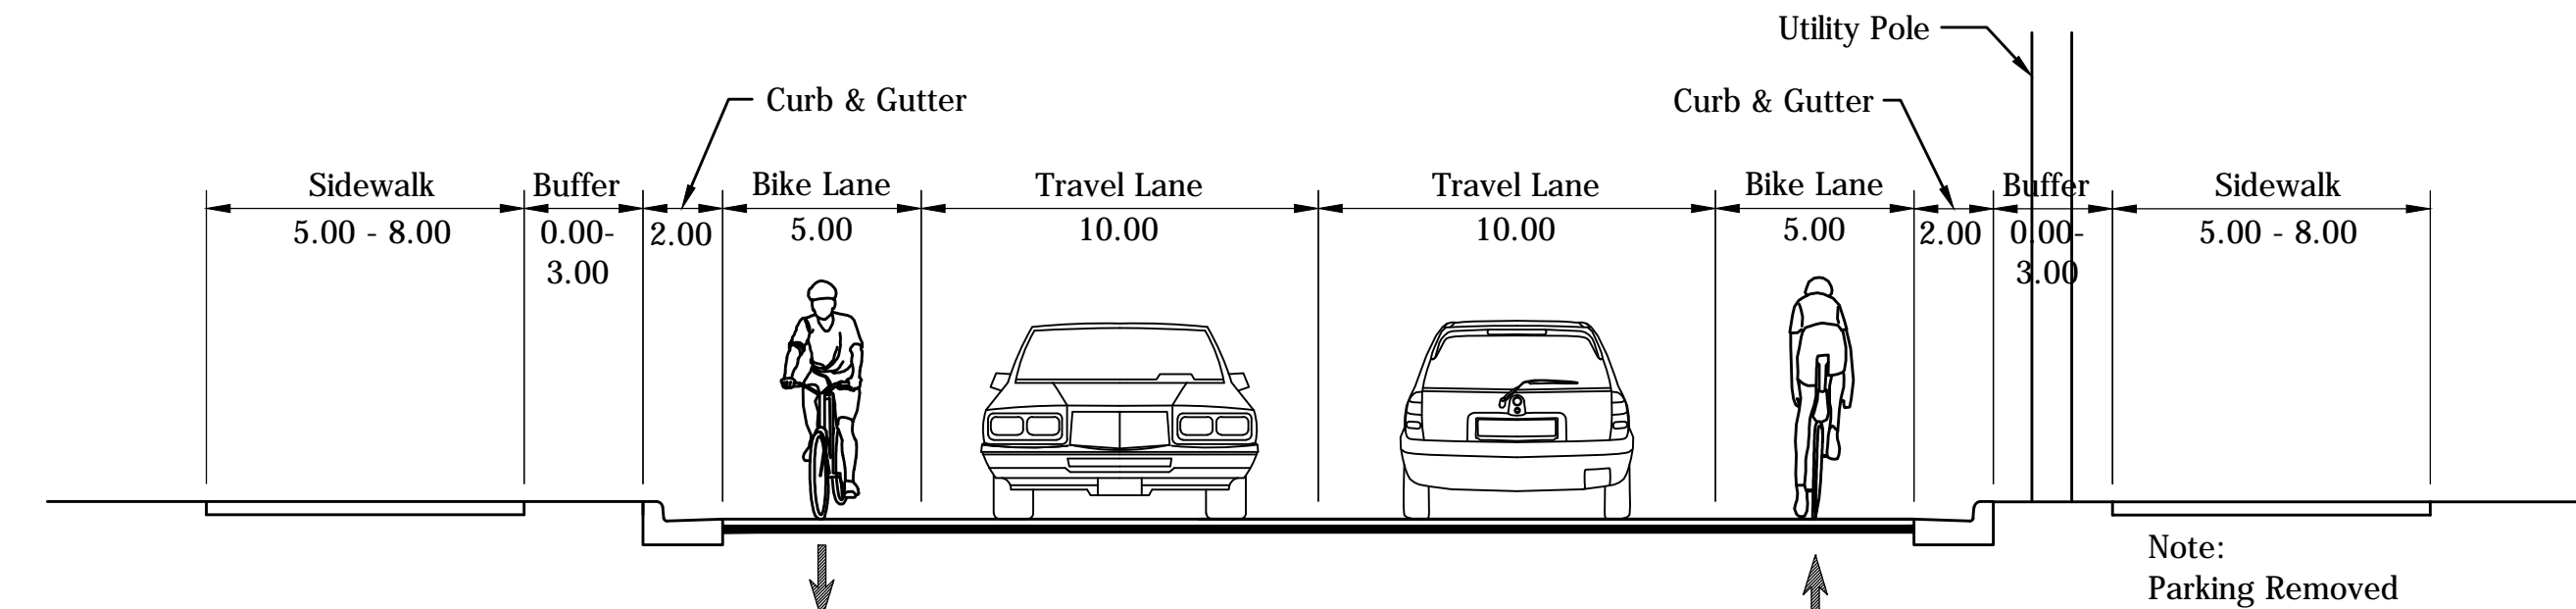 Utility Pole
Curb & Gutter
Curb & Gutter
Sidewalk
Buffer
Bike Lane
Travel Lane
Travel Lane
Bike Lane
Buffer
Sidewalk
5.00 - 8.00
0.00-
3.00
2.00
5.00
10.00
10.00
5.00
2.00
0.00-
3.00
5.00 - 8.00
Note:
Parking Removed